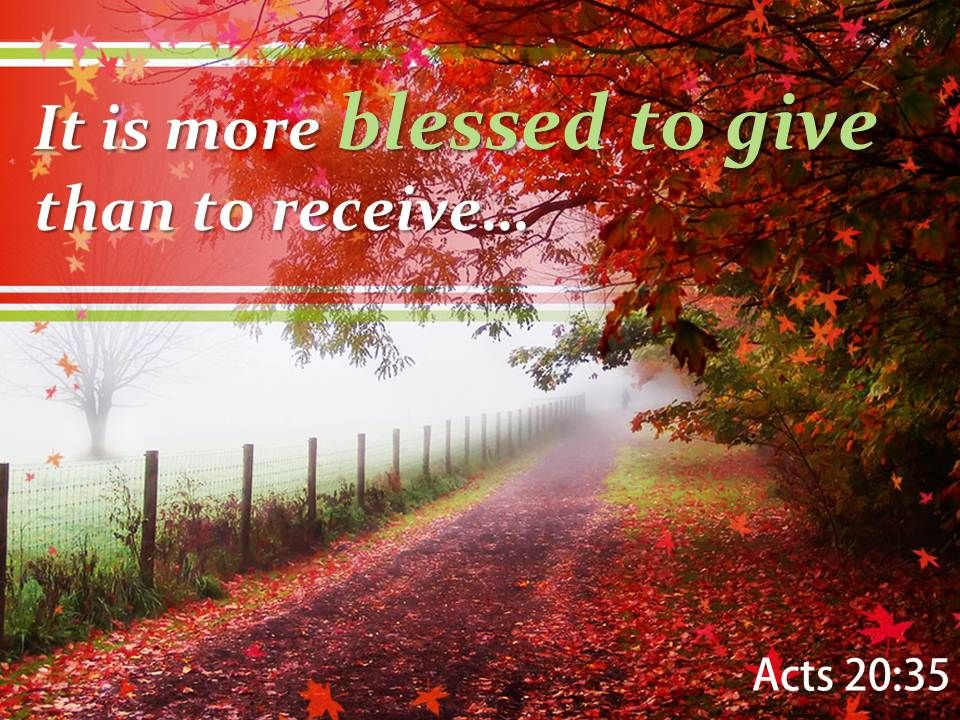 It is more blessed to give
than to receive...
Acts 20:35